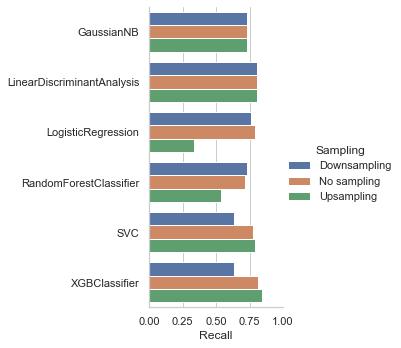 GaussianNB
LinearDiscriminantAnalysis
LogisticRegression
RandomForestClassifier
SVC
XGBClassifier
0.00 0.25 0.50 0.75 1.00
Recall
Sampling
Downsampling
No sampling
Upsampling